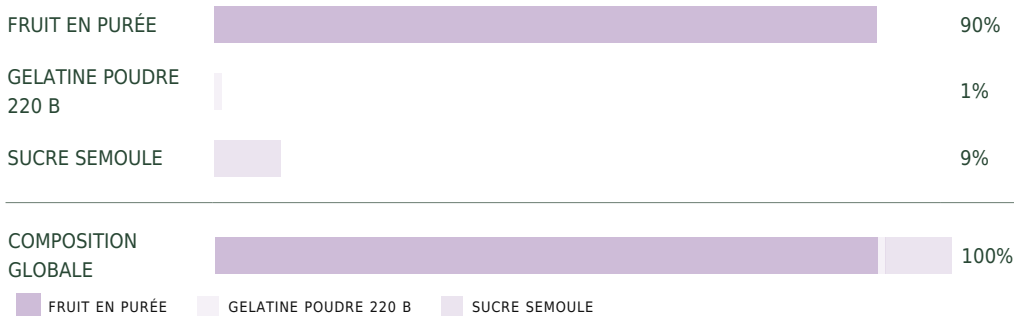 FRUIT EN PURÉE 90%
GELATINE POUDRE
220 B
1%
SUCRE SEMOULE 9%
COMPOSITION
GLOBALE
100%
FRUIT EN PURÉE GELATINE POUDRE 220 B SUCRE SEMOULE